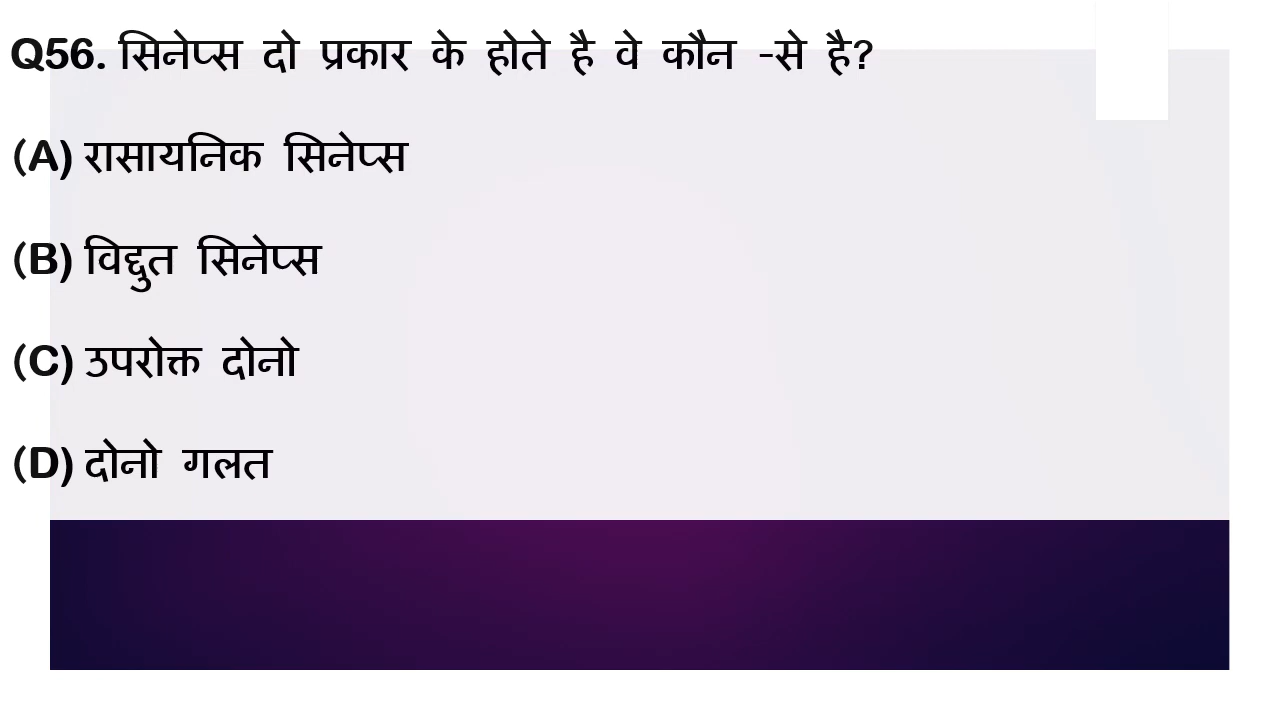 Q56. सिनेप्स दो प्रकार के होते है वे कौन -से है?
(A) रासायनिक सिनेप्स
(B) विद्दुत सिनेप्स
(C) उपरोक्त दोनो
(D) दोनो गलत